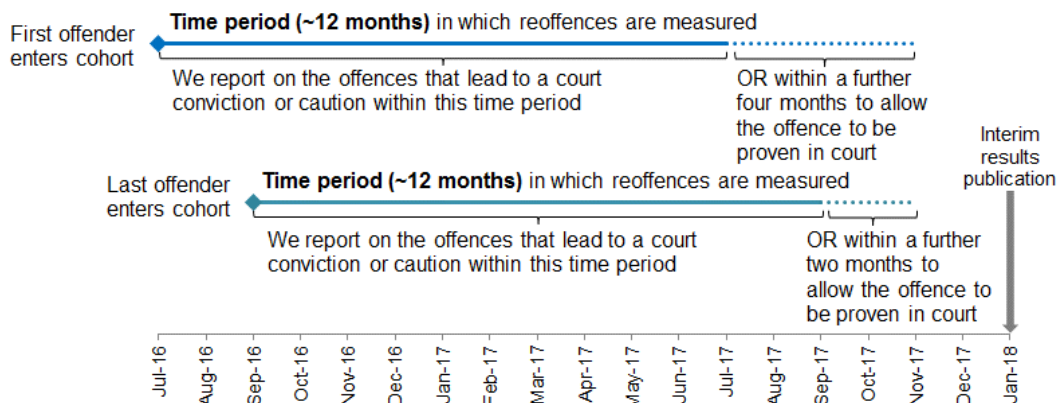 Time period (~12 months) in which reoffences are measured
First offender
enters cohort
We report on the offences that lead to a court
conviction or caution within this time period
OR within a further
four months to allow
the offence to be
proven in court
Interim
results
publication
Time period (~12 months) in which reoffences are measured
Last offender
enters cohort
We report on the offences that lead to a court
conviction or caution within this time period
OR within a further
two months to
allow the offence to
be proven in court
Jul-16
Aug-16
Sep-16
Oct-16
Nov-16
Dec-16
Jan-17
Feb-17
Mar-17
Apr-17
May-17
Jun-17
Jul-17
Aug-17
Sep-17
Oct-17
Nov-17
Dec-17
Jan-18